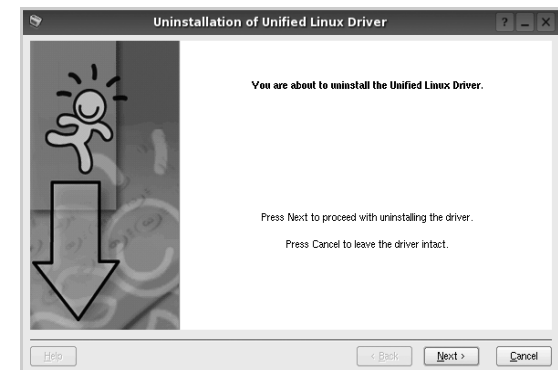 Uninstallation of Unified Linux Driver
You are about to uninstall the Unified Linux Driver.
Press Next to proceed with uninstalling the driver.
Press Cancel to leave the driver intact.
Help
< Back
Next >
Cancel